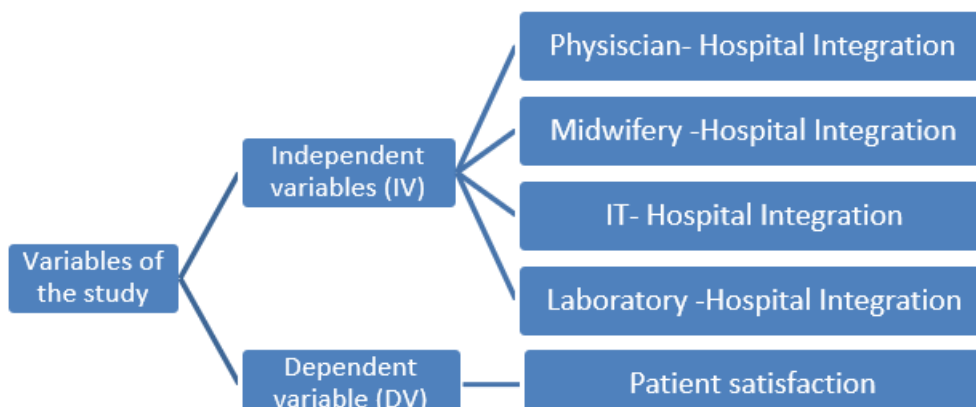 Physiscian- Hospital Integration
Midwifery -Hospital Integration
Independent
variables (IV)
IT- Hospital Integration
Variables of
the study
Laboratory -Hospital Integration
Dependent
variable (DV)
Patient satisfaction